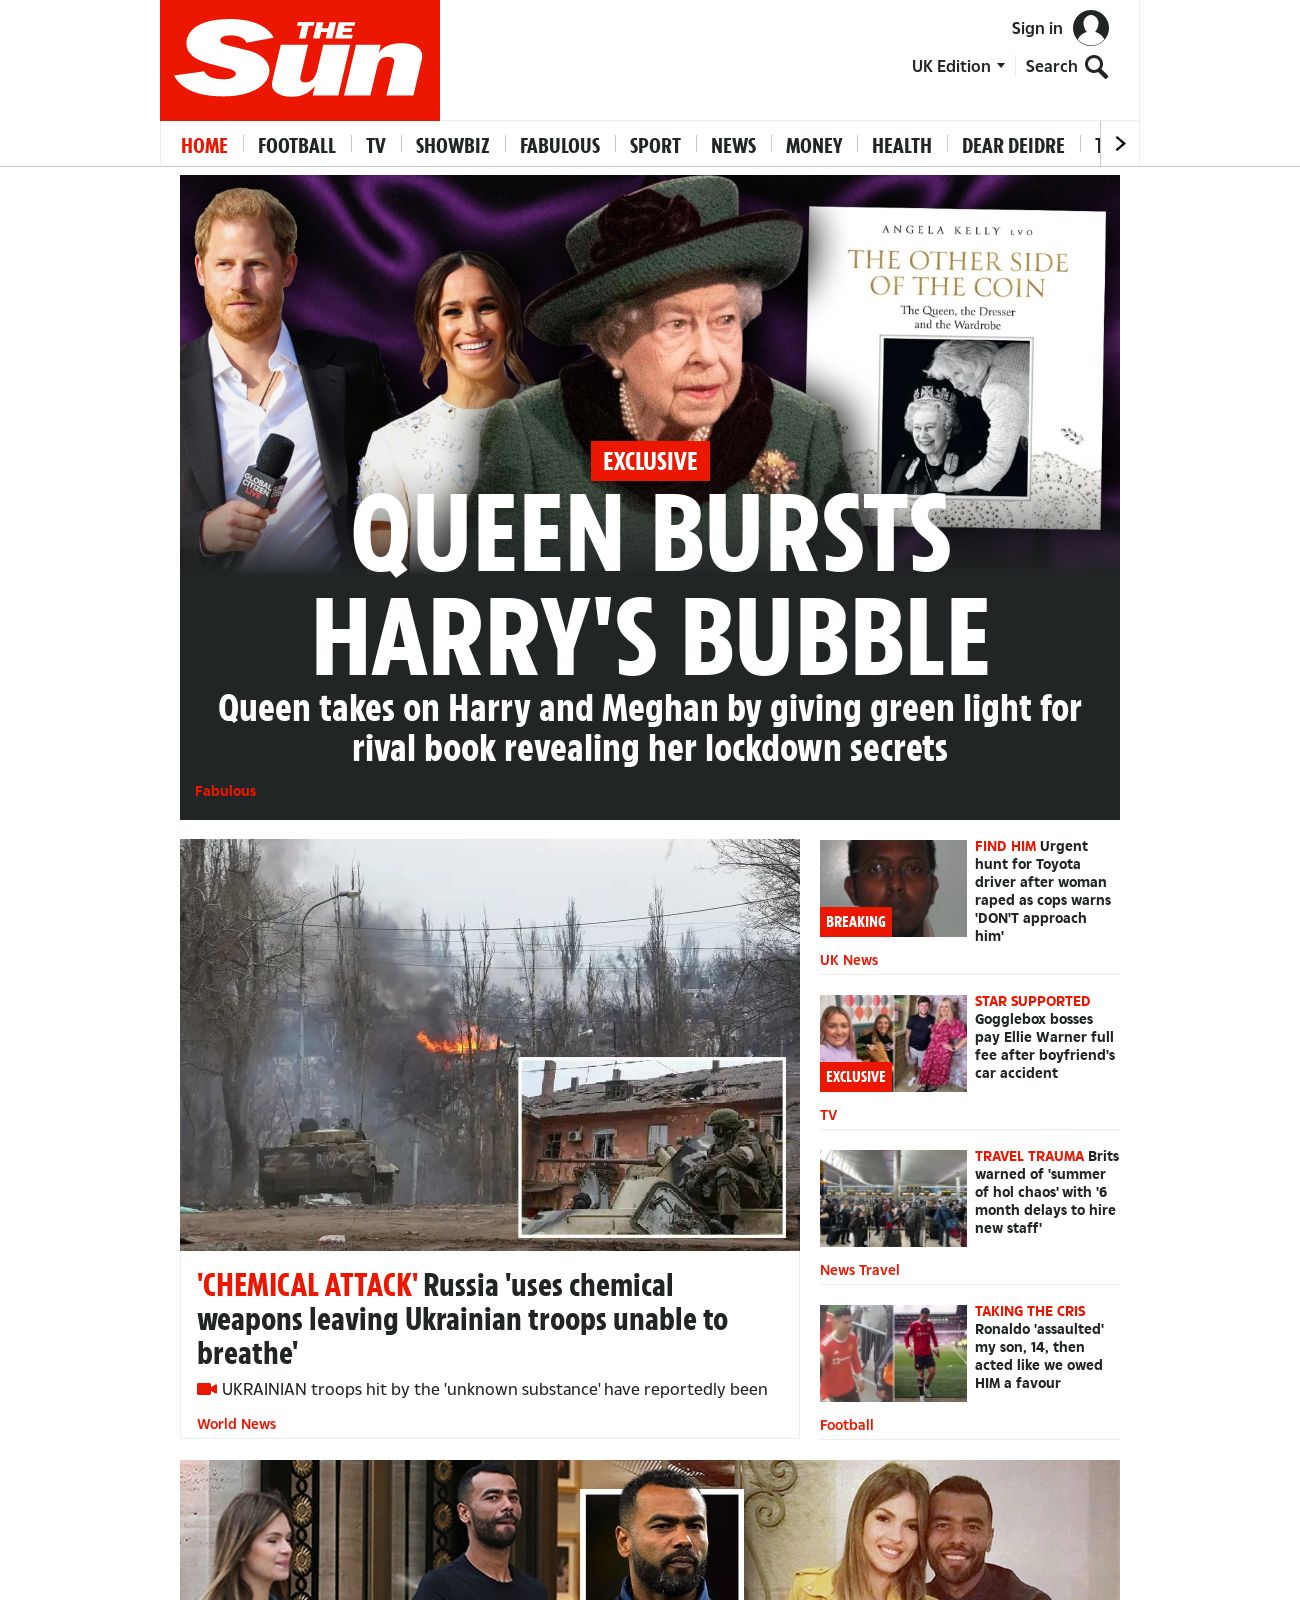 THE
Sun
Sign in
UK Edition
Search
HOME
FOOTBALL
TV
SHOWBIZ
FABULOUS
SPORT
NEWS
MONEY
HEALTH
DEAR DEIDRE
ANGELA KELLY LVO
THE OTHER SIDE
OF THE COIN
The Queen, the Dresser
and the Wardrobe
GLOBAL
CITIZEN
LIVE
EXCLUSIVE
QUEEN BURSTS
HARRY'S BUBBLE
Queen takes on Harry and Meghan by giving green light for
rival book revealing her lockdown secrets
Fabulous
'CHEMICAL ATTACK' Russia 'uses chemical
weapons leaving Ukrainian troops unable to
breathe'
UKRAINIAN troops hit by the 'unknown substance' have reportedly been
World News
BREAKING
FIND HIM Urgent
hunt for Toyota
driver after woman
raped as cops warns
'DON'T approach
him'
UK News
EXCLUSIVE
STAR SUPPORTED
Gogglebox bosses
pay Ellie Warner full
fee after boyfriend's
car accident
TV
TRAVEL TRAUMA Brits
warned of 'summer
of hol chaos' with '6
month delays to hire
new staff'
News Travel
TAKING THE CRIS
Ronaldo 'assaulted'
my son, 14, then
acted like we owed
HIM a favour
Football